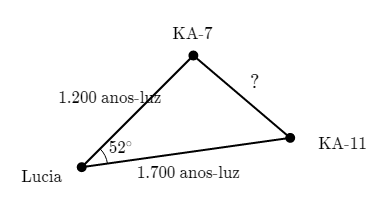 KA-7
?
1.200 anos-luz
52°
KA-11
1.700 anos-luz
Lucia